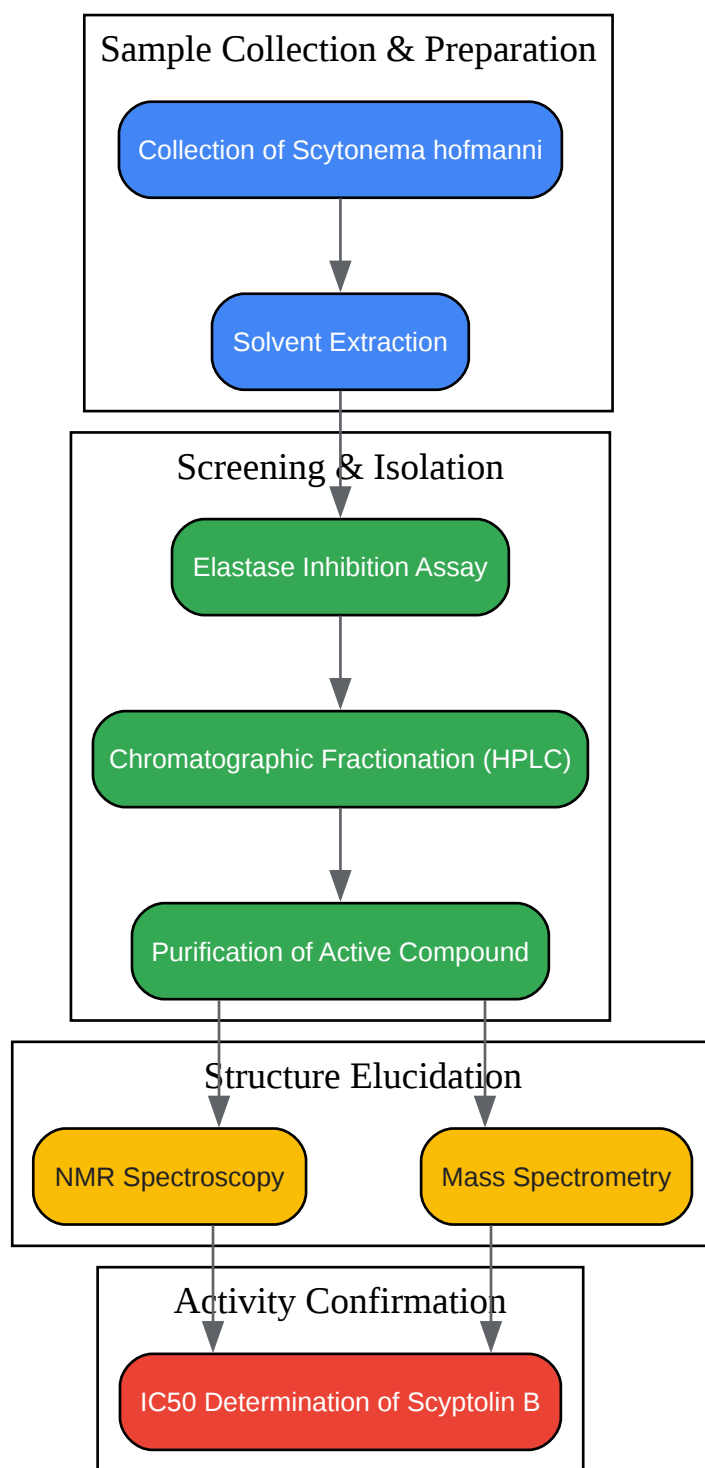 Sample Collection & Preparation
Collection of Scytonema hofmanni
Solvent Extraction
Screening & Isolation
Elastase Inhibition Assay
Chromatographic Fractionation (HPLC)
Purification of Active Compound
Structure Elucidation
NMR Spectroscopy
Mass Spectrometry
Activity Confirmation
IC50 Determination of Scyptolin B